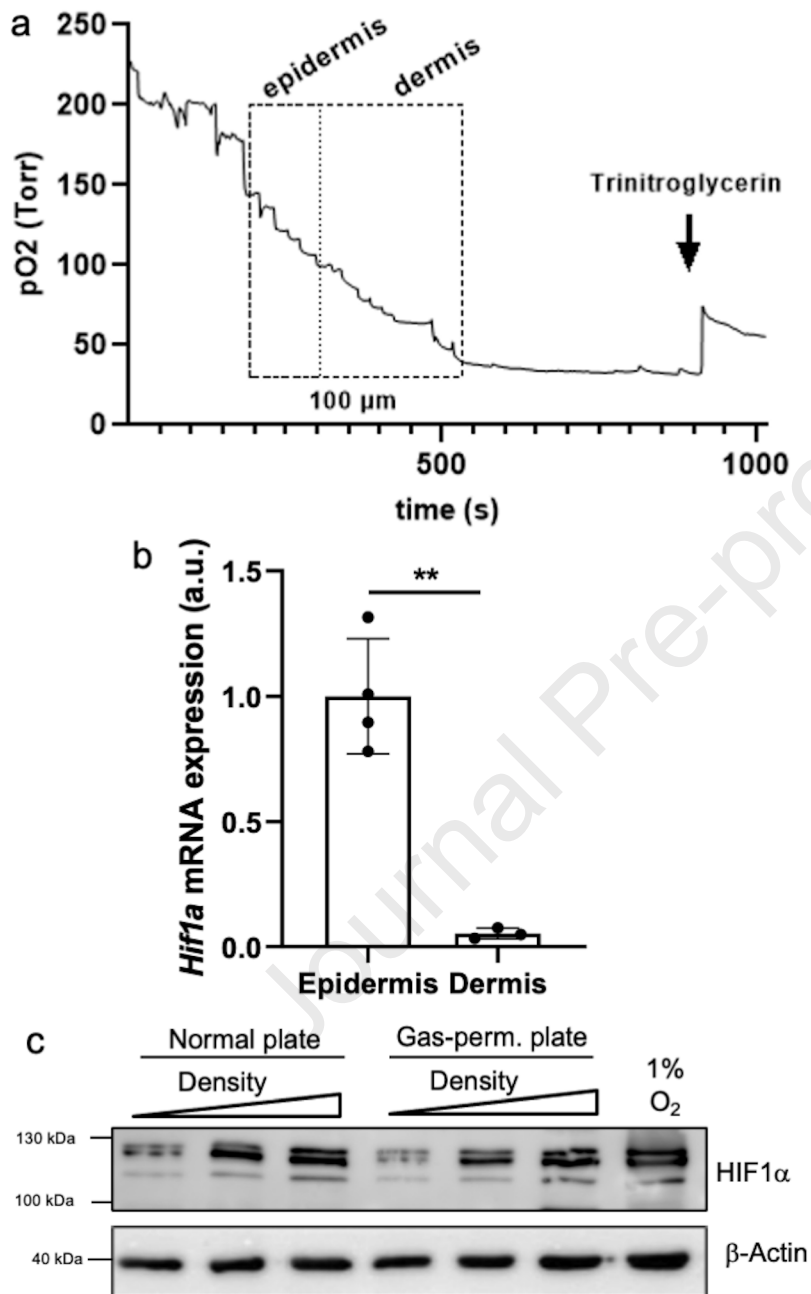 a
250
200
150
100
50
0
pO2 (Torr)
epidermis
dermis
Trinitroglycerin
100 µm
500
1000
time (s)
b
Hif1a mRNA expression (a.u.)
1.5
1.0
0.5
0.0
**
Epidermis Dermis
Journal Pre-pro
c
Normal plate
Gas-perm. plate
Density
Density
1%
O₂
130 kDa
100 kDa
HIF1α
40 kDa
β-Actin